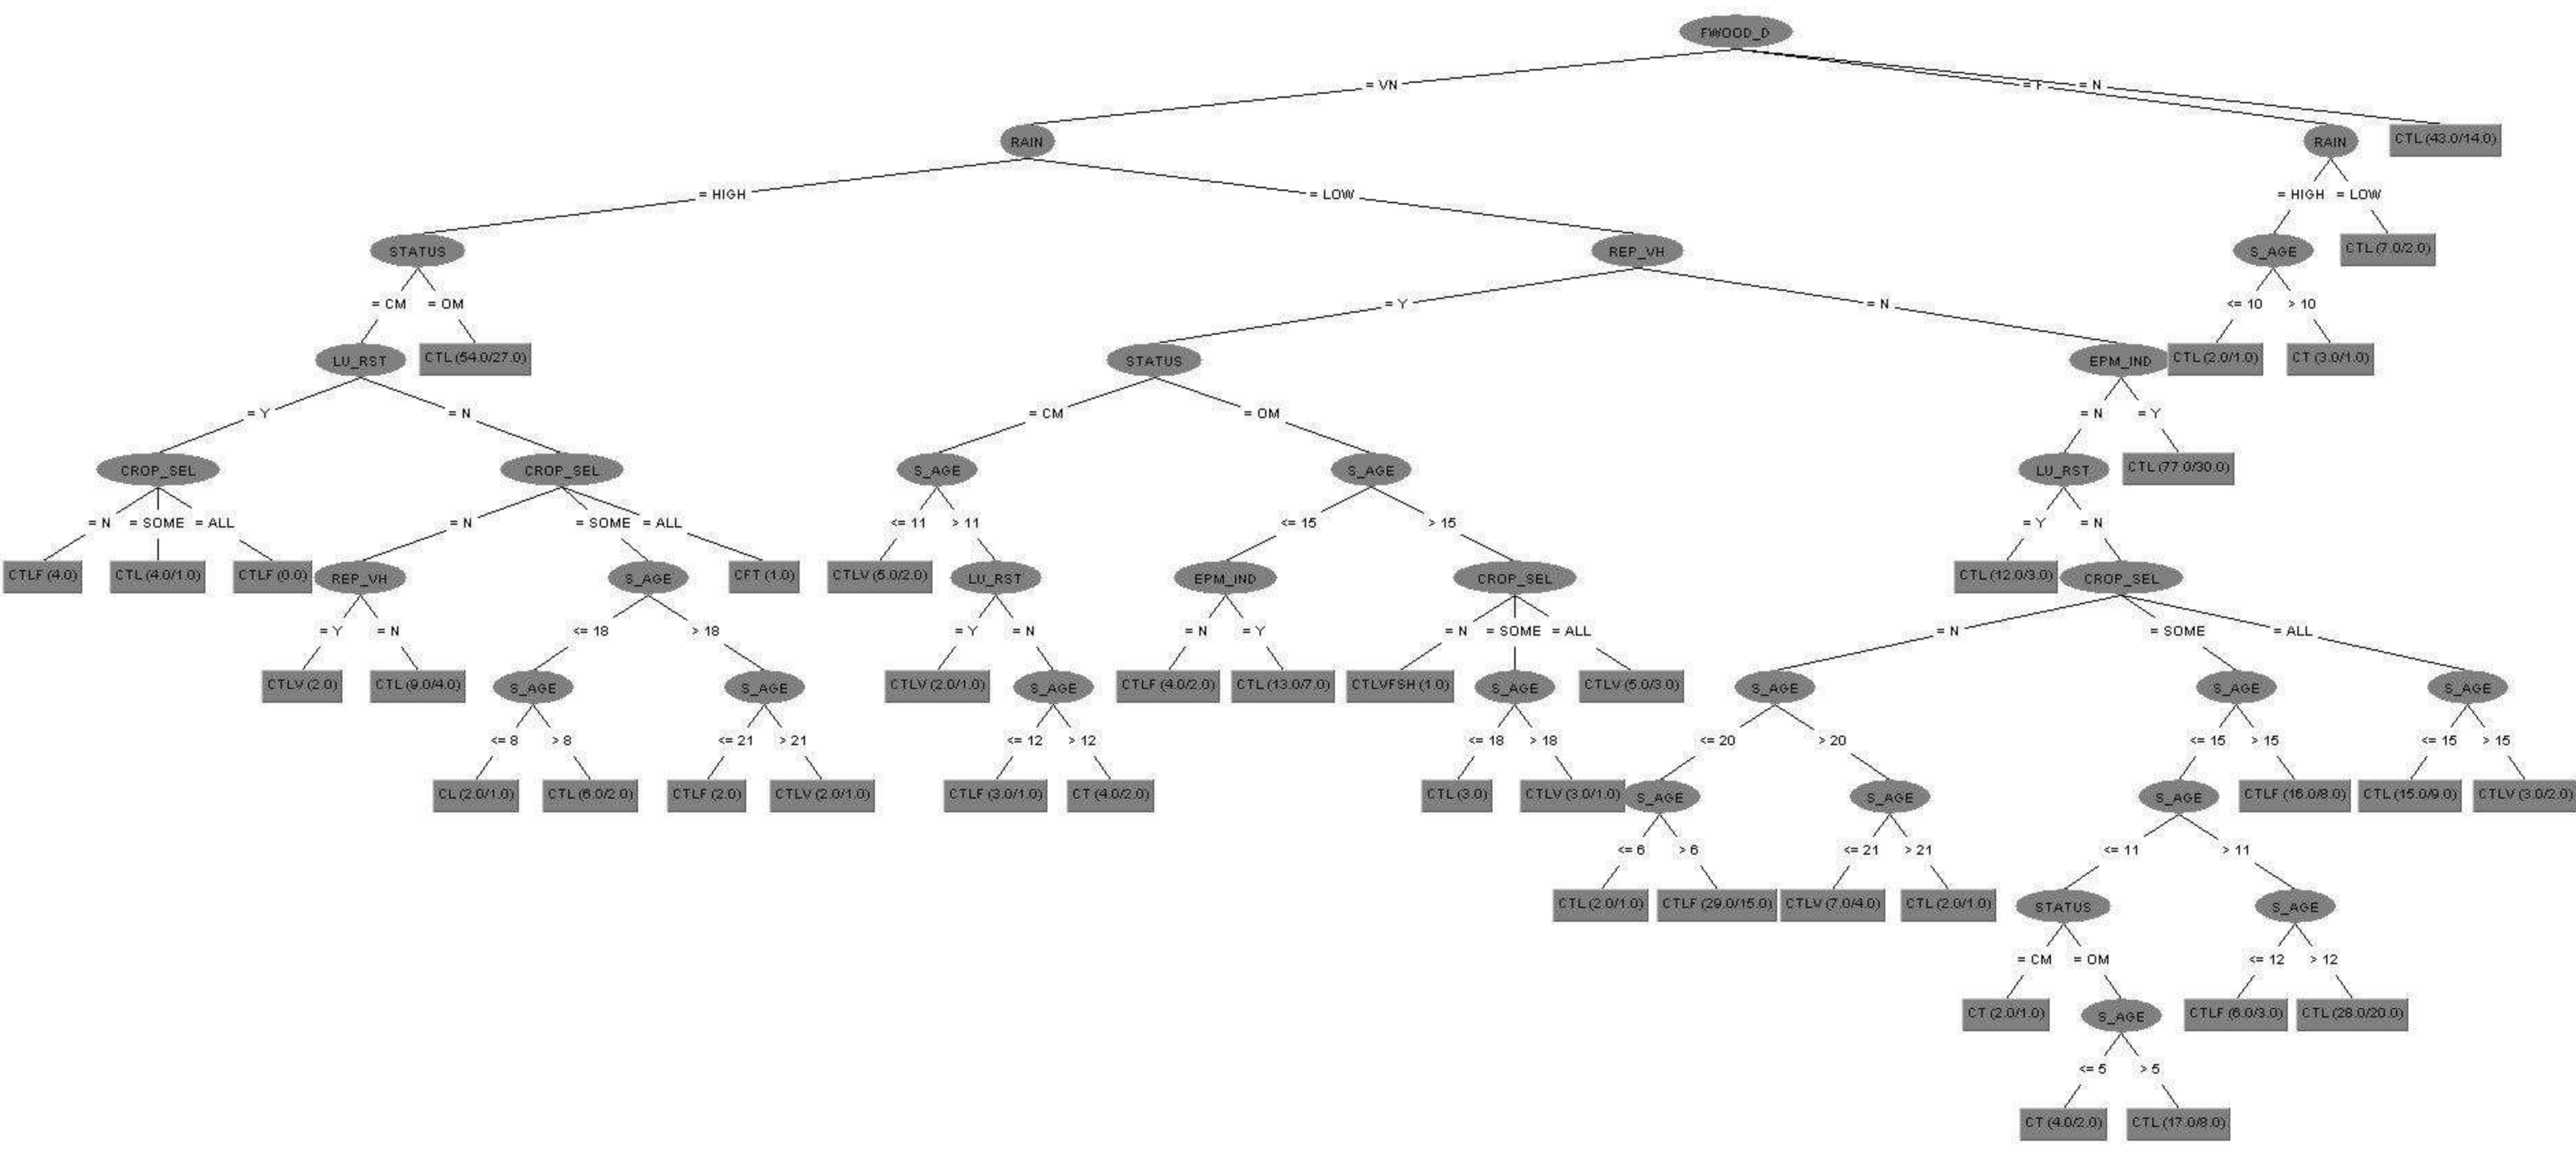 FWOOD_D
= VN = F = N
RAIN RAIN CTL (43.0/14.0)
= HIGH = LOW = HIGH = LOW
STATUS REP_VH S_AGE CTL (7.0/2.0)
= CM = OM = Y = N <= 10 > 10
LU_RST CTL (54.0/27.0) STATUS EPM_IND CTL (2.0/1.0) CT (3.0/1.0)
= Y = N = CM = OM = N = Y
CROP_SEL CROP_SEL S_AGE S_AGE LU_RST CTL (77.0/30.0)
= N = SOME = ALL = N = SOME = ALL <= 11 > 11 <= 15 > 15 = Y = N
CTLF (4.0) CTL (4.0/1.0) CTLF (0.0) REP_VH S_AGE CFT (1.0) CTLV (5.0/2.0) LU_RST EPM_IND CROP_SEL CTL (12.0/3.0) CROP_SEL
= Y = N <= 18 > 18 = Y = N = N = Y = N = SOME = ALL = N = SOME = ALL
CTLV (2.0) CTL (9.0/4.0) S_AGE S_AGE CTLV (2.0/1.0) S_AGE CTLF (4.0/2.0) CTL (13.0/7.0) CTLVFSH (1.0) S_AGE CTLV (5.0/3.0) S_AGE S_AGE S_AGE
<= 8 > 8 <= 21 > 21 <= 12 > 12 <= 18 > 18 <= 20 > 20 <= 15 > 15 <= 15 > 15
CL (2.0/1.0) CTL (6.0/2.0) CTLF (2.0) CTLV (2.0/1.0) CTLF (3.0/1.0) CT (4.0/2.0) CTL (3.0) CTLV (3.0/1.0) S_AGE S_AGE S_AGE CTLF (16.0/8.0) CTL (15.0/9.0) CTLV (3.0/2.0)
<= 6 > 6 <= 21 > 21 <= 11 > 11
CTL (2.0/1.0) CTLF (29.0/15.0) CTLV (7.0/4.0) CTL (2.0/1.0) STATUS S_AGE
= CM = OM <= 12 > 12
CT (2.0/1.0) S_AGE CTLF (6.0/3.0) CTL (28.0/20.0)
<= 5 > 5
CT (4.0/2.0) CTL (17.0/8.0)